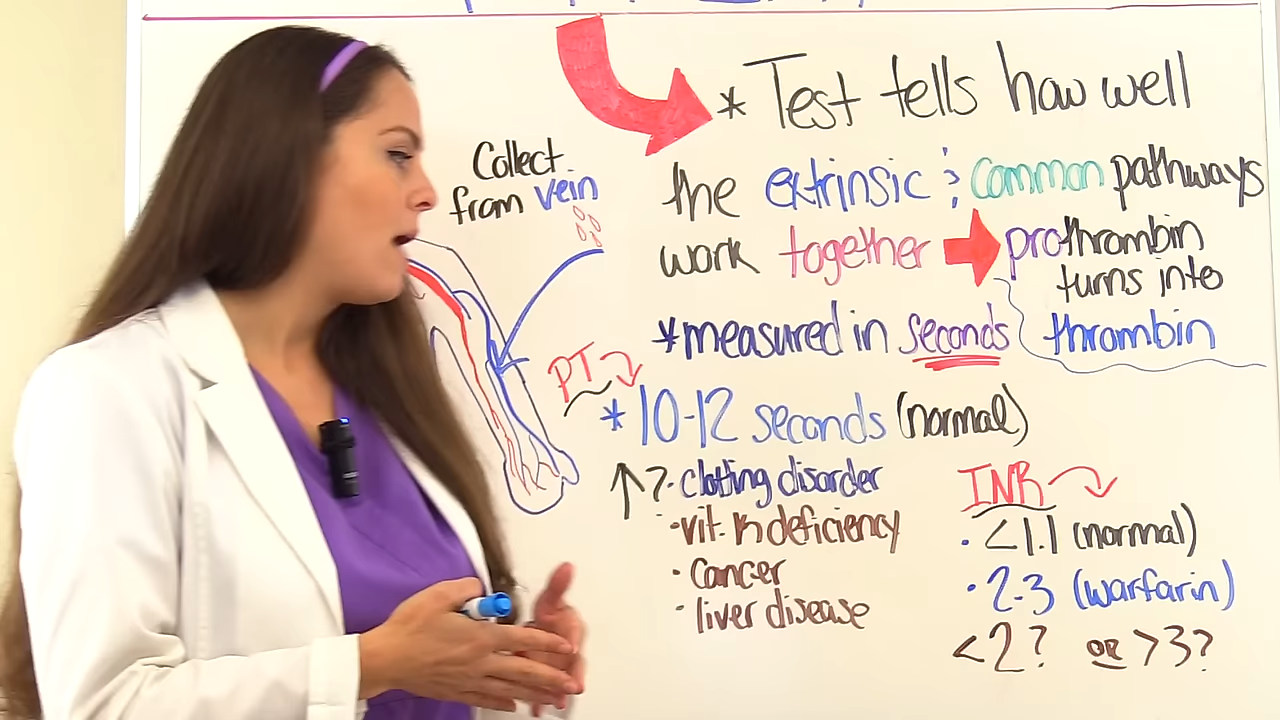 Collect
from vein
* Test tells how well
the extrinsic & common pathways
work together → prothrombin
turns into
thrombin
*measured in seconds
PT
* 10-12 seconds (normal)
↑?· clotting disorder
· vit. K deficiency
· Cancer
· liver disease
INR
· <1.1 (normal)
· 2-3 (warfarin)
<2? or >3?